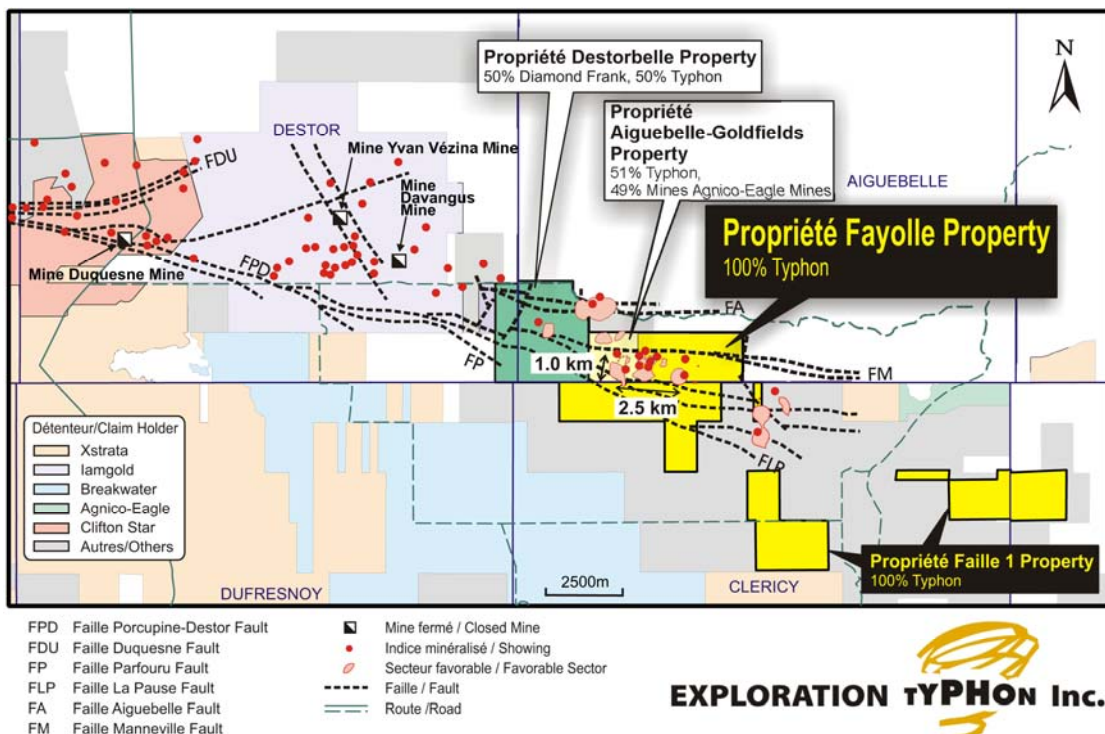 Propriété Destorbelle Property
50% Diamond Frank, 50% Typhon
N
Propriété
Aiguebelle-Goldfields
Property
51% Typhon,
49% Mines Agnico-Eagle Mines
DESTOR
FDU
Mine Yvan Vézina Mine
Mine
Davangus
Mine
AIGUEBELLE
Propriété Fayolle Property
100% Typhon
Mine Duquesne Mine
FPD
FA
FP
1.0 km
FM
2.5 km
FLP
Détenteur/Claim Holder
Xstrata
Iamgold
Breakwater
Agnico-Eagle
Clifton Star
Autres/Others
Propriété Faille 1 Property
100% Typhon
DUFRESNOY
2500m
CLERICY
FPD Faille Porcupine-Destor Fault
FDU Faille Duquesne Fault
FP Faille Parfouru Fault
FLP Faille La Pause Fault
FA Faille Aiguebelle Fault
FM Faille Manneville Fault
Mine fermé / Closed Mine
Indice minéralisé / Showing
Secteur favorable / Favorable Sector
Faille / Fault
Route /Road
EXPLORATION TYPHON Inc.